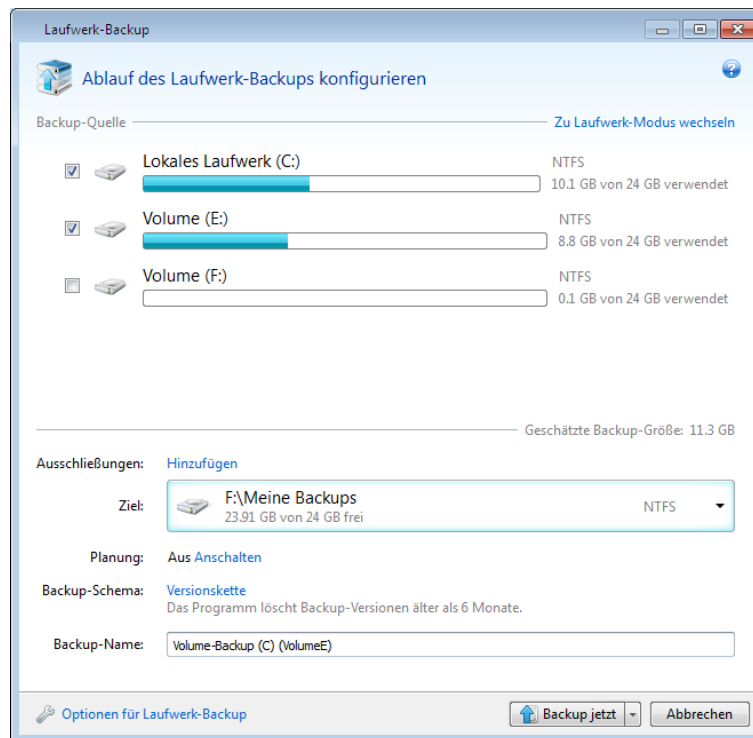 Laufwerk-Backup
Ablauf des Laufwerk-Backups konfigurieren
Backup-Quelle
Zu Laufwerk-Modus wechseln
Lokales Laufwerk (C:)
NTFS
10.1 GB von 24 GB verwendet
Volume (E:)
NTFS
8.8 GB von 24 GB verwendet
Volume (F:)
NTFS
0.1 GB von 24 GB verwendet
Geschätzte Backup-Größe: 11.3 GB
Ausschließungen: Hinzufügen
Ziel: F:\Meine Backups
23.91 GB von 24 GB frei
NTFS
Planung: Aus Anschalten
Backup-Schema: Versionskette
Das Programm löscht Backup-Versionen älter als 6 Monate.
Backup-Name: Volume-Backup (C) (VolumeE)
Optionen für Laufwerk-Backup
Backup jetzt
Abbrechen